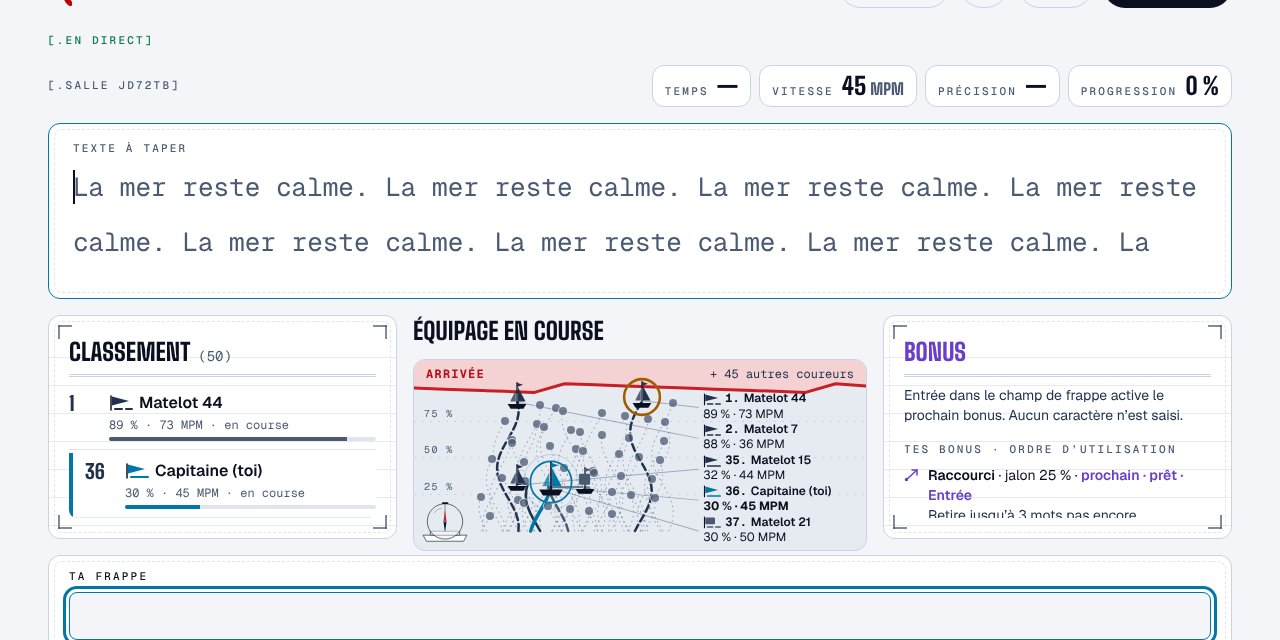 [.EN DIRECT]
[.SALLE JD72TB]
TEMPS —
VITESSE 45 MPM
PRÉCISION —
PROGRESSION 0 %
TEXTE À TAPER
La mer reste calme. La mer reste calme. La mer reste calme. La mer reste
calme. La mer reste calme. La mer reste calme. La mer reste calme. La
CLASSEMENT (50)
1 Matelot 44
89 % · 73 MPM · en course
36 Capitaine (toi)
30 % · 45 MPM · en course
ÉQUIPAGE EN COURSE
ARRIVÉE
+ 45 autres coureurs
75 %
50 %
25 %
1. Matelot 44
89 % · 73 MPM
2. Matelot 7
88 % · 36 MPM
35. Matelot 15
32 % · 44 MPM
36. Capitaine (toi)
30 % · 45 MPM
37. Matelot 21
30 % · 50 MPM
BONUS
Entrée dans le champ de frappe active le
prochain bonus. Aucun caractère n'est saisi.
TES BONUS · ORDRE D'UTILISATION
Raccourci · jalon 25 % · prochain · prêt ·
Entrée
Retire jusqu'à 3 mots pas encore
TA FRAPPE